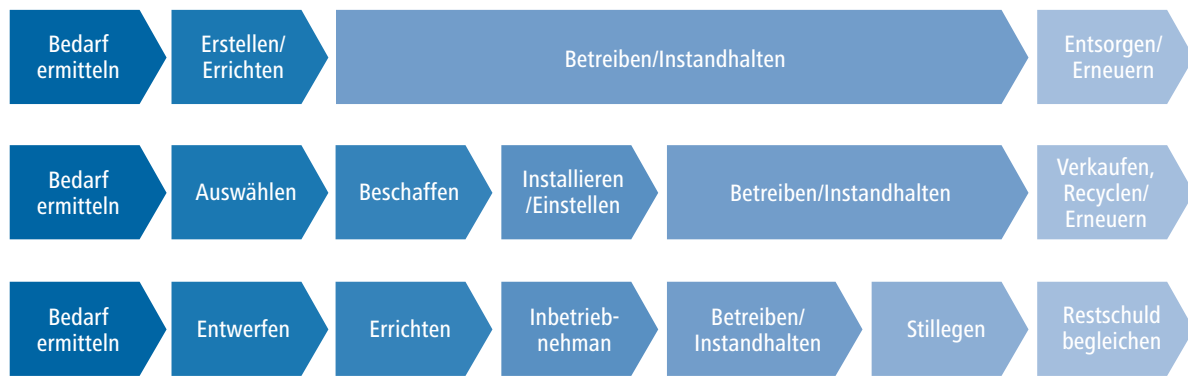 Bedarf
ermitteln
Erstellen/
Errichten
Betreiben/Instandhalten
Entsorgen/
Erneuern
Bedarf
ermitteln
Auswählen
Beschaffen
Installieren
/Einstellen
Betreiben/Instandhalten
Verkaufen,
Recyclen/
Erneuern
Bedarf
ermitteln
Entwerfen
Errichten
Inbetrieb-
nehman
Betreiben/
Instandhalten
Stillegen
Restschuld
begleichen